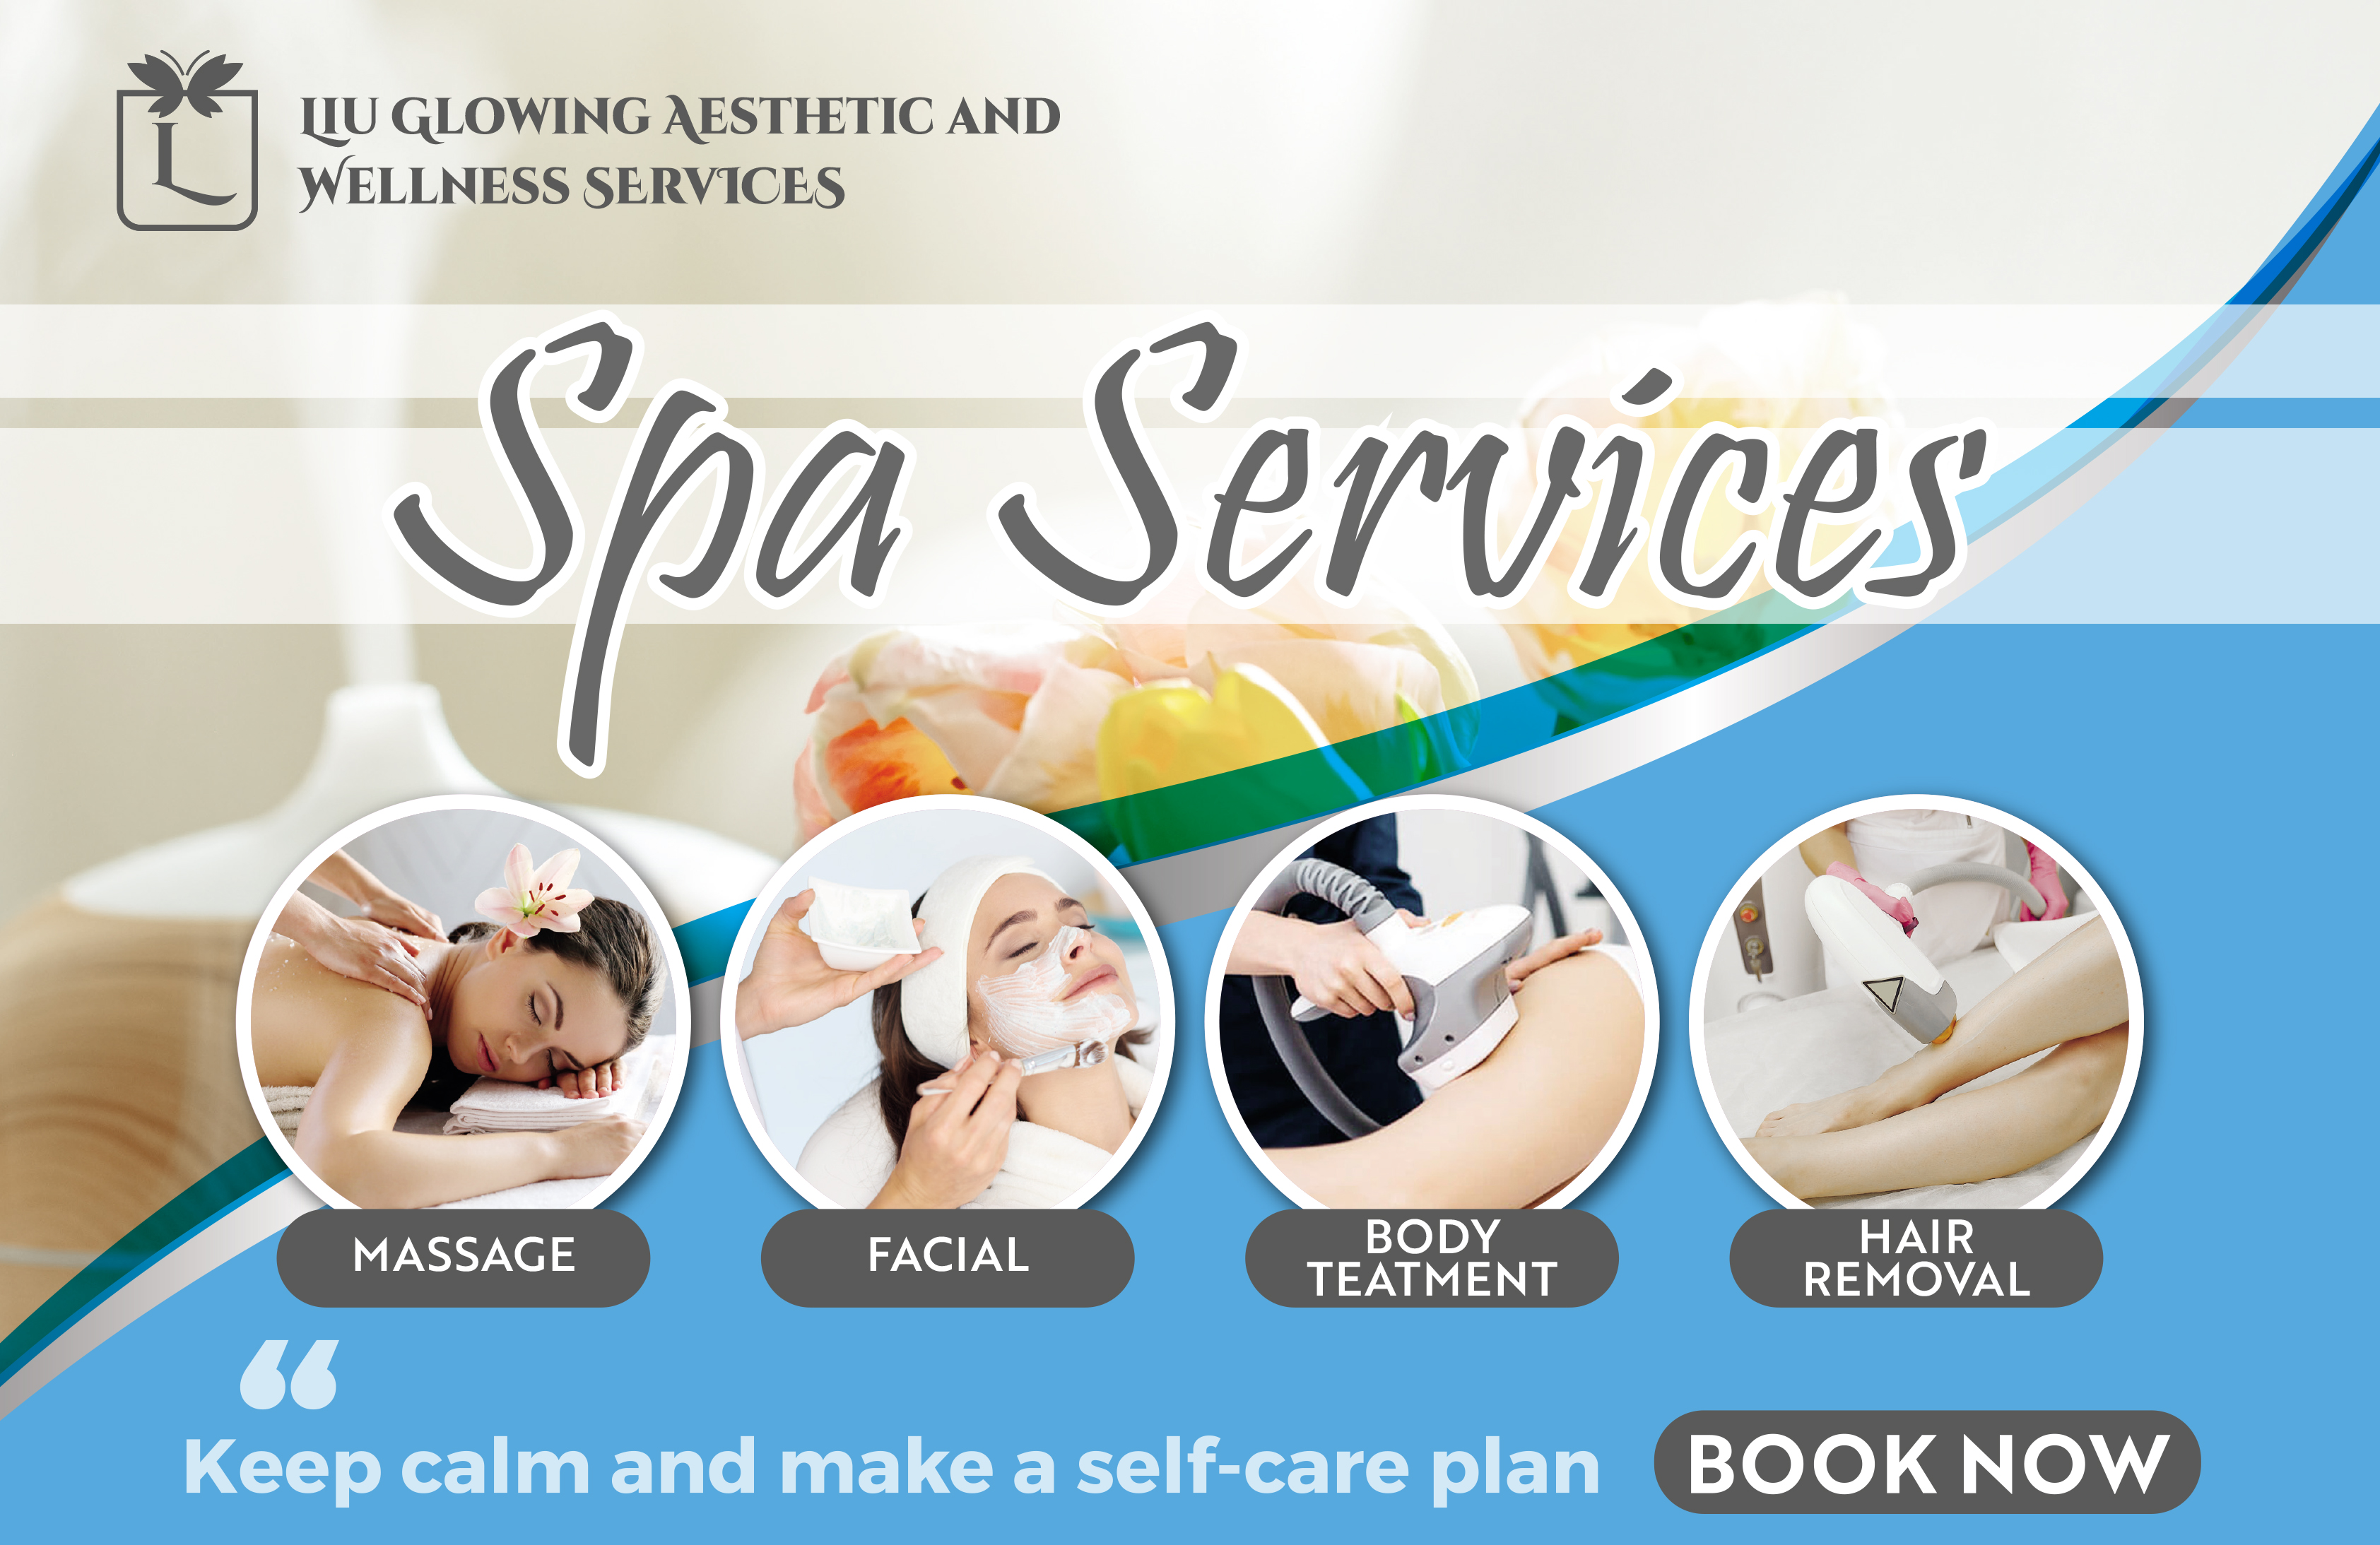 L
Liu Glowing Aesthetic and
Wellness Services
Spa Services
MASSAGE
FACIAL
BODY
TEATMENT
HAIR
REMOVAL
“
Keep calm and make a self-care plan
BOOK NOW